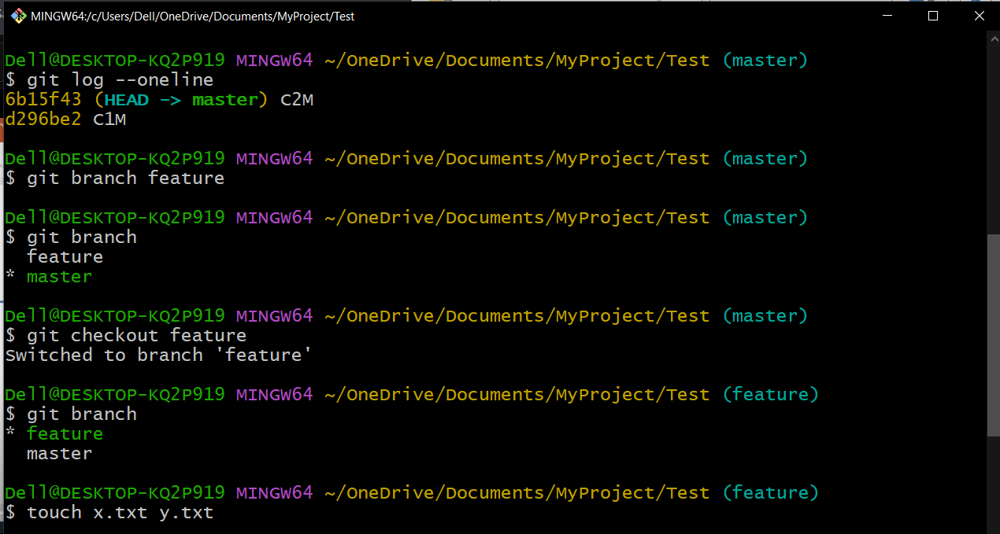 MINGW64:/c/Users/Dell/OneDrive/Documents/MyProject/Test
Dell@DESKTOP-KQ2P919 MINGW64 ~/OneDrive/Documents/MyProject/Test (master)
$ git log --oneline
6b15f43 (HEAD -> master) C2M
d296be2 C1M
Dell@DESKTOP-KQ2P919 MINGW64 ~/OneDrive/Documents/MyProject/Test (master)
$ git branch feature
Dell@DESKTOP-KQ2P919 MINGW64 ~/OneDrive/Documents/MyProject/Test (master)
$ git branch
  feature
* master
Dell@DESKTOP-KQ2P919 MINGW64 ~/OneDrive/Documents/MyProject/Test (master)
$ git checkout feature
Switched to branch 'feature'
Dell@DESKTOP-KQ2P919 MINGW64 ~/OneDrive/Documents/MyProject/Test (feature)
$ git branch
* feature
  master
Dell@DESKTOP-KQ2P919 MINGW64 ~/OneDrive/Documents/MyProject/Test (feature)
$ touch x.txt y.txt